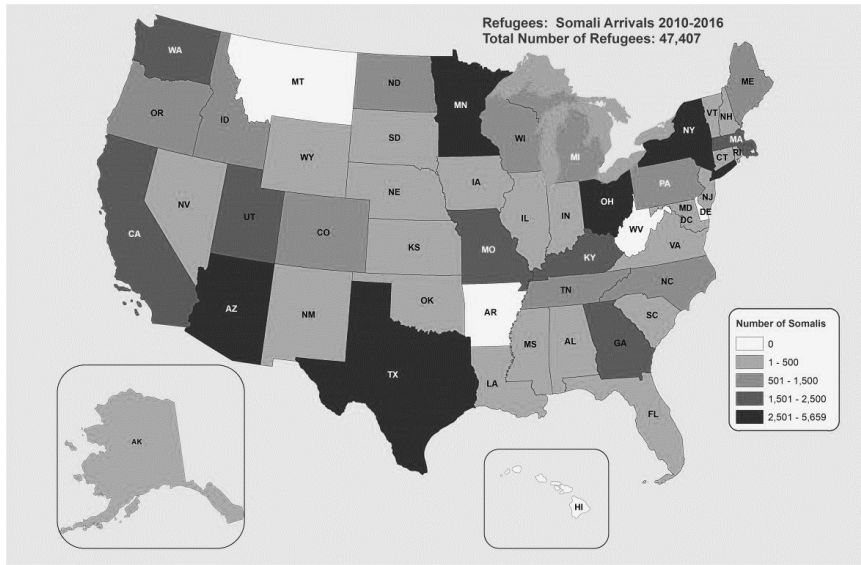 Refugees: Somali Arrivals 2010-2016
Total Number of Refugees: 47,407
WA
MT
ND
MN
ME
OR
ID
SD
WI
MI
VT
NH
NY
MA
WY
CT
RI
IA
NE
PA
NJ
NV
OH
MD
DE
DC
IL
IN
UT
CO
WV
CA
KS
MO
KY
VA
TN
NC
OK
AZ
NM
AR
SC
MS
AL
GA
TX
LA
FL
Number of Somalis
0
1 - 500
501 - 1,500
1,501 - 2,500
2,501 - 5,659
AK
HI